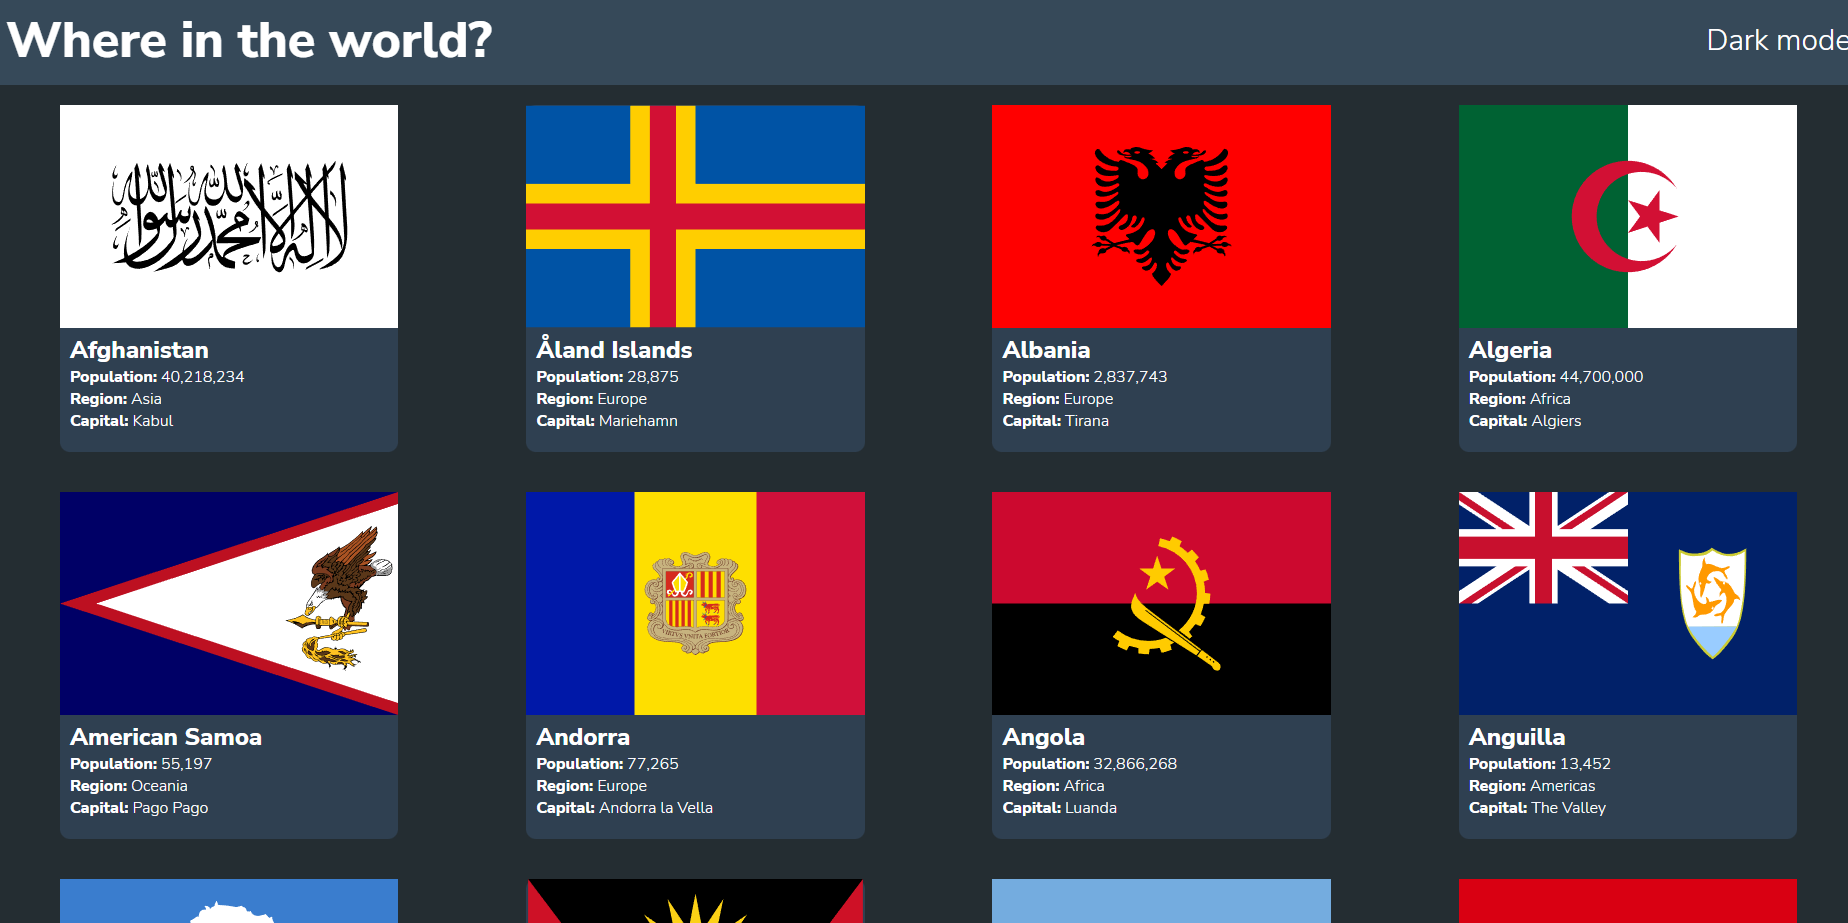 Where in the world?
Dark mode
لا إله إلا الله محمد رسول الله
Afghanistan
Population: 40,218,234
Region: Asia
Capital: Kabul
Åland Islands
Population: 28,875
Region: Europe
Capital: Mariehamn
Albania
Population: 2,837,743
Region: Europe
Capital: Tirana
Algeria
Population: 44,700,000
Region: Africa
Capital: Algiers
VIRTVS VNITA FORTIOR
American Samoa
Population: 55,197
Region: Oceania
Capital: Pago Pago
Andorra
Population: 77,265
Region: Europe
Capital: Andorra la Vella
Angola
Population: 32,866,268
Region: Africa
Capital: Luanda
Anguilla
Population: 13,452
Region: Americas
Capital: The Valley